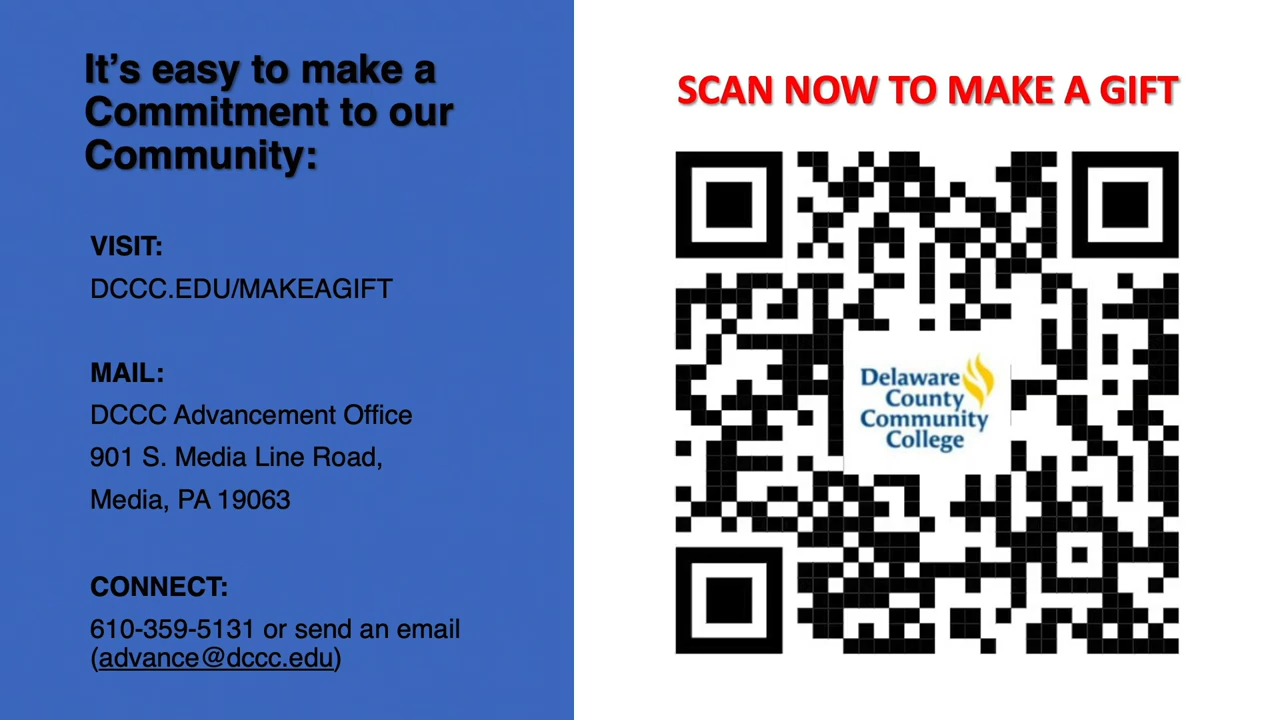 It’s easy to make a
Commitment to our
Community:
VISIT:
DCCC.EDU/MAKEAGIFT
MAIL:
DCCC Advancement Office
901 S. Media Line Road,
Media, PA 19063
CONNECT:
610-359-5131 or send an email
(advance@dccc.edu)
SCAN NOW TO MAKE A GIFT
Delaware
County
Community
College